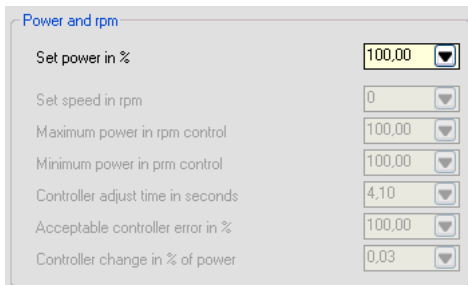 Power and rpm
Set power in % 100,00
Set speed in rpm 0
Maximum power in rpm control 100,00
Minimum power in prm control 100,00
Controller adjust time in seconds 4,10
Acceptable controller error in % 100,00
Controller change in % of power 0,03